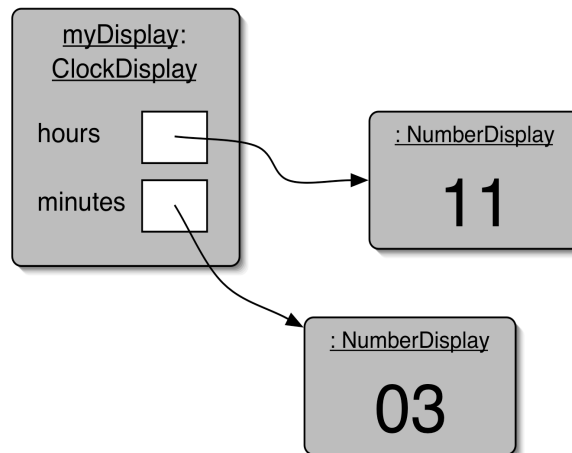 myDisplay:
ClockDisplay
hours
minutes
: NumberDisplay
11
: NumberDisplay
03